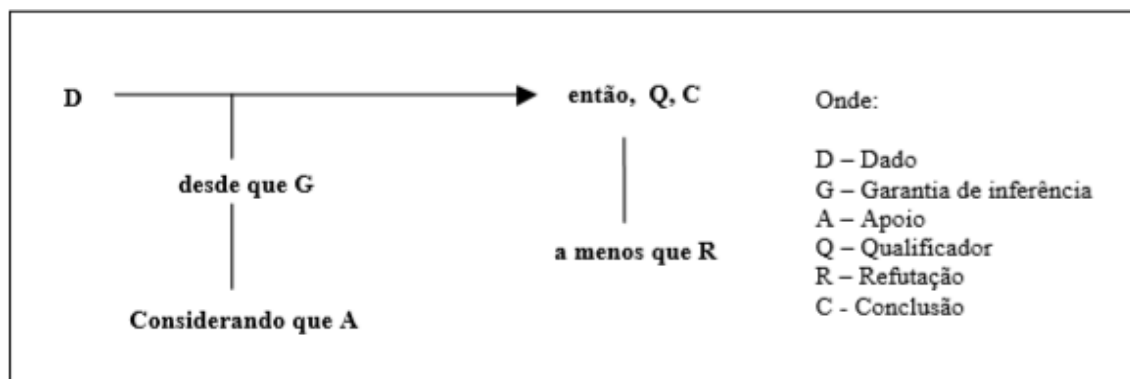 D
então, Q, C
desde que G
a menos que R
Considerando que A
Onde:
D – Dado
G – Garantia de inferência
A – Apoio
Q – Qualificador
R – Refutação
C - Conclusão